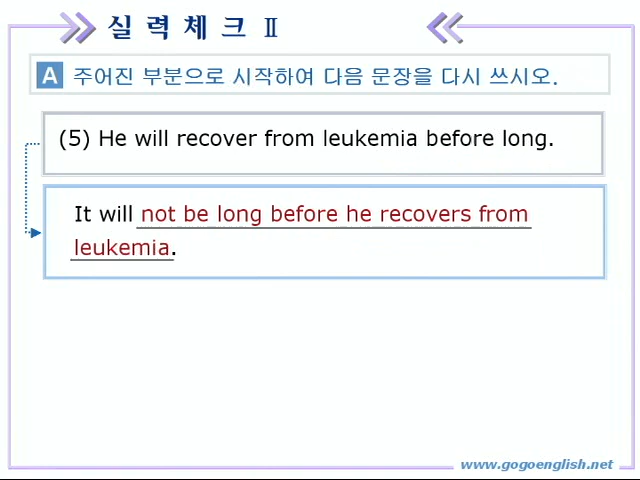 실 력 체 크 Ⅱ
A 주어진 부분으로 시작하여 다음 문장을 다시 쓰시오.
(5) He will recover from leukemia before long.
It will not be long before he recovers from
leukemia.
www.gogoenglish.net